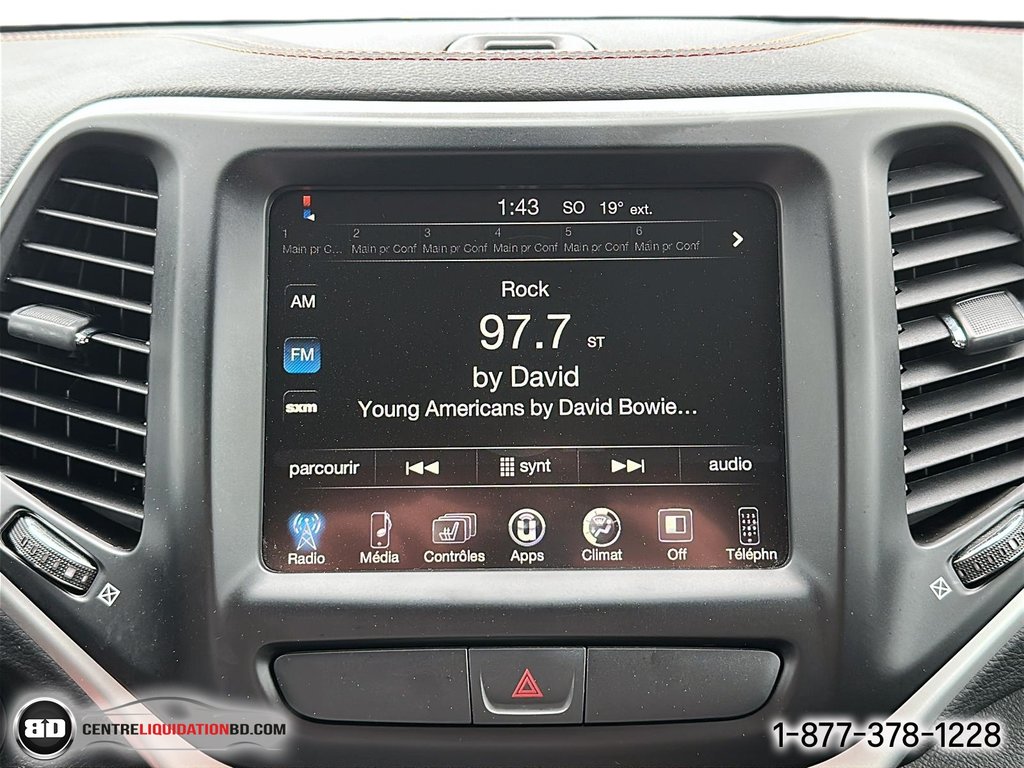 1:43 SO 19° ext.
1 2 3 4 5 6
Main pr C... Main pr Conf Main pr Conf Main pr Conf Main pr Conf Main pr Conf
Rock
AM
97.7 ST
FM
by David
sxm
Young Americans by David Bowie...
parcourir synt audio
Radio Média Contrôles Apps Climat Off Téléphn
BD CENTRELIQUIDATIONBD.COM
1-877-378-1228